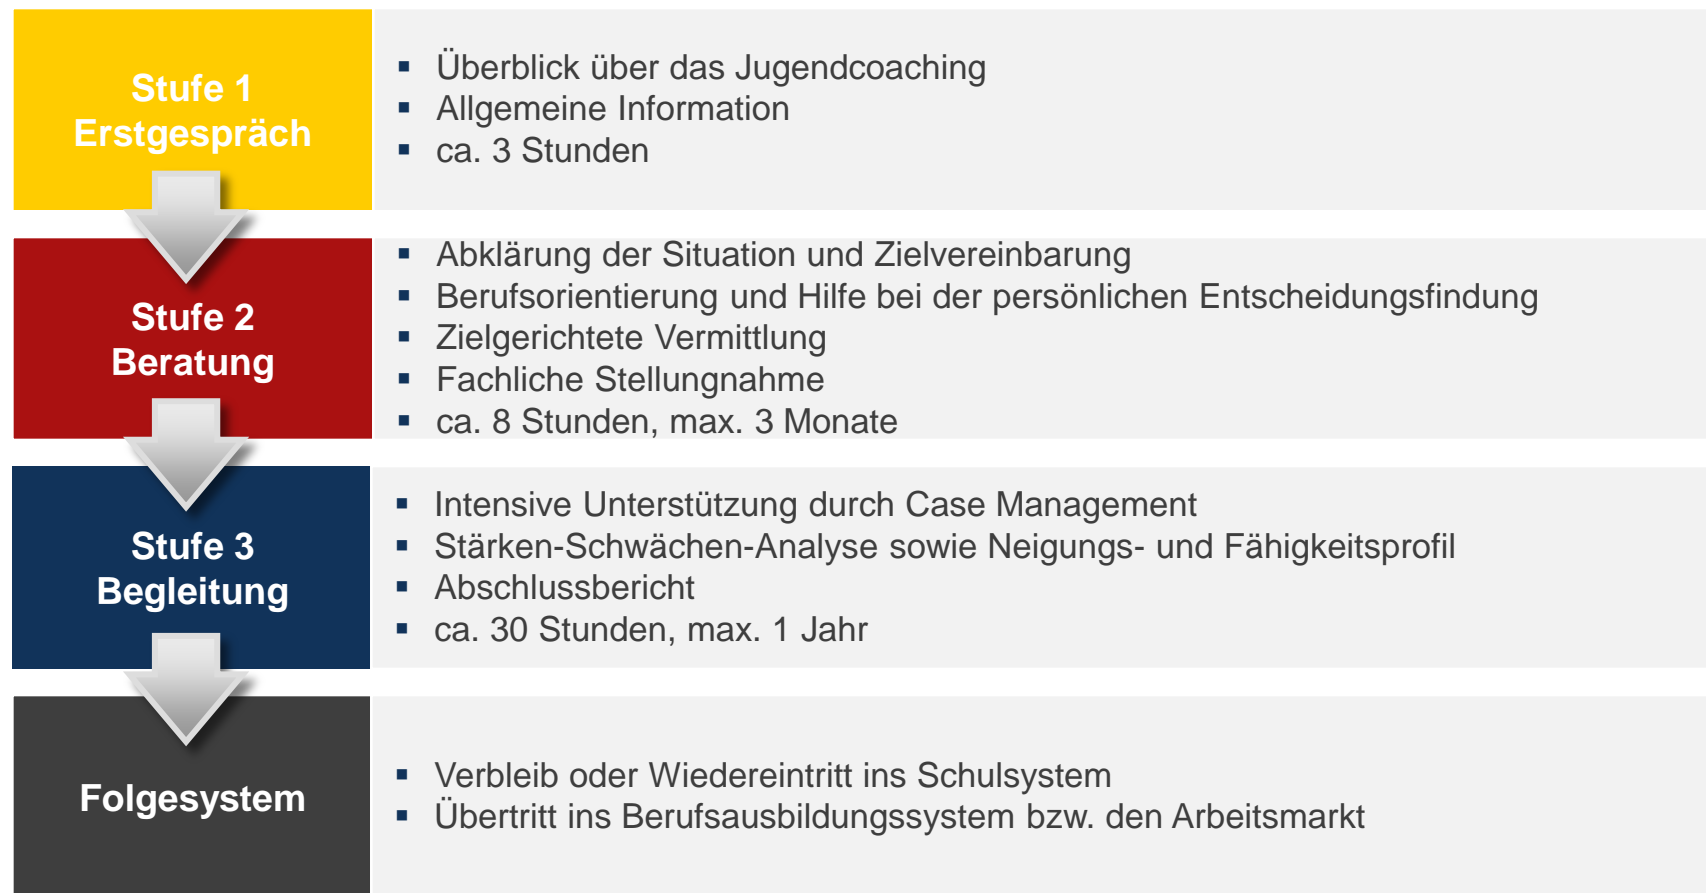 Stufe 1
Erstgespräch
▪ Überblick über das Jugendcoaching
▪ Allgemeine Information
▪ ca. 3 Stunden
Stufe 2
Beratung
▪ Abklärung der Situation und Zielvereinbarung
▪ Berufsorientierung und Hilfe bei der persönlichen Entscheidungsfindung
▪ Zielgerichtete Vermittlung
▪ Fachliche Stellungnahme
▪ ca. 8 Stunden, max. 3 Monate
Stufe 3
Begleitung
▪ Intensive Unterstützung durch Case Management
▪ Stärken-Schwächen-Analyse sowie Neigungs- und Fähigkeitsprofil
▪ Abschlussbericht
▪ ca. 30 Stunden, max. 1 Jahr
Folgesystem
▪ Verbleib oder Wiedereintritt ins Schulsystem
▪ Übertritt ins Berufsausbildungssystem bzw. den Arbeitsmarkt